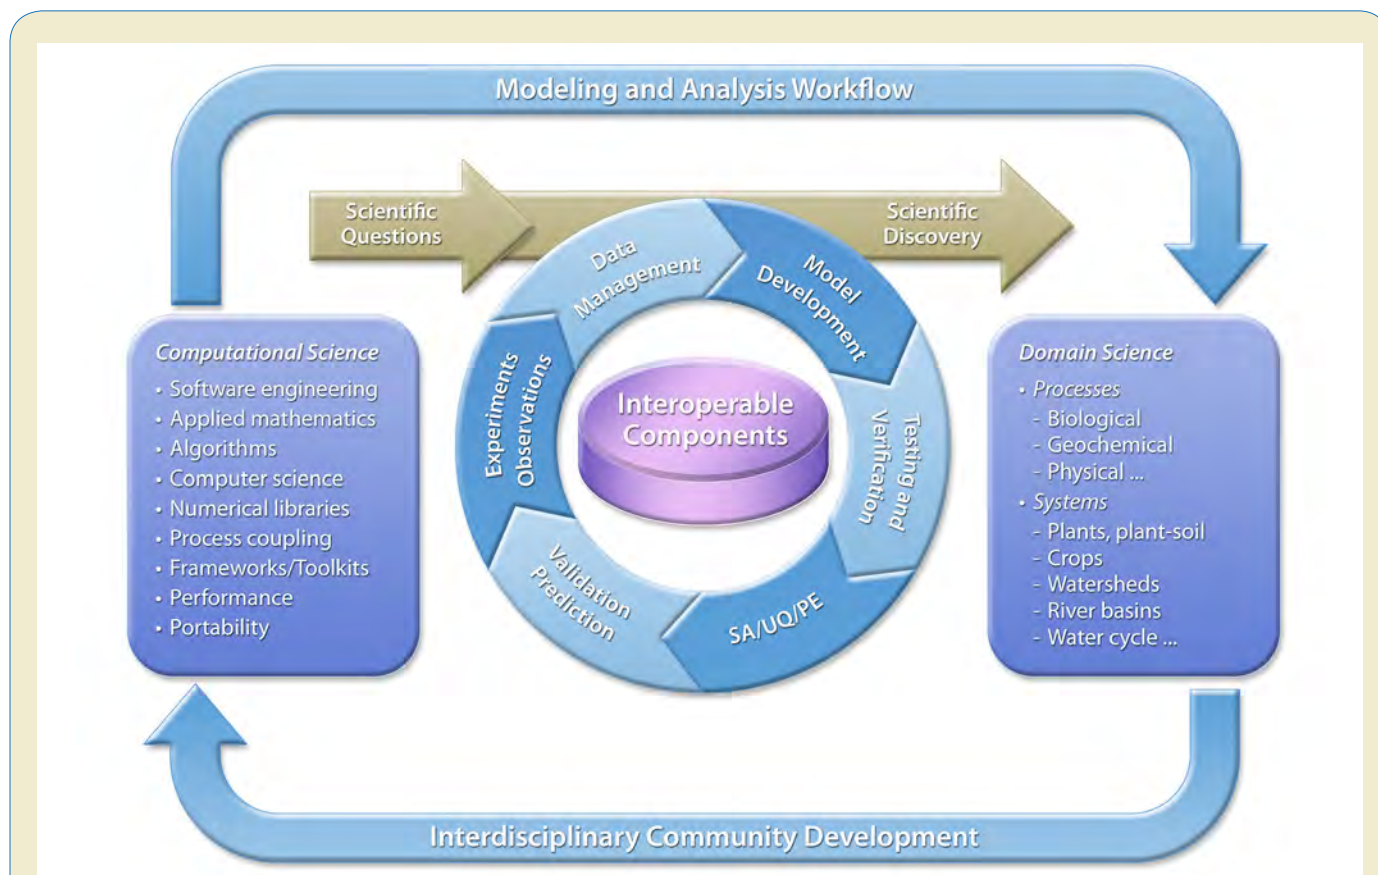 Modeling and Analysis Workflow
Scientific
Questions
Scientific
Discovery
Data
Management
Model
Development
Testing and
Verification
SA/UQ/PE
Validation
Prediction
Experiments
Observations
Interoperable
Components
Computational Science
• Software engineering
• Applied mathematics
• Algorithms
• Computer science
• Numerical libraries
• Process coupling
• Frameworks/Toolkits
• Performance
• Portability
Domain Science
• Processes
- Biological
- Geochemical
- Physical ...
• Systems
- Plants, plant-soil
- Crops
- Watersheds
- River basins
- Water cycle ...
Interdisciplinary Community Development